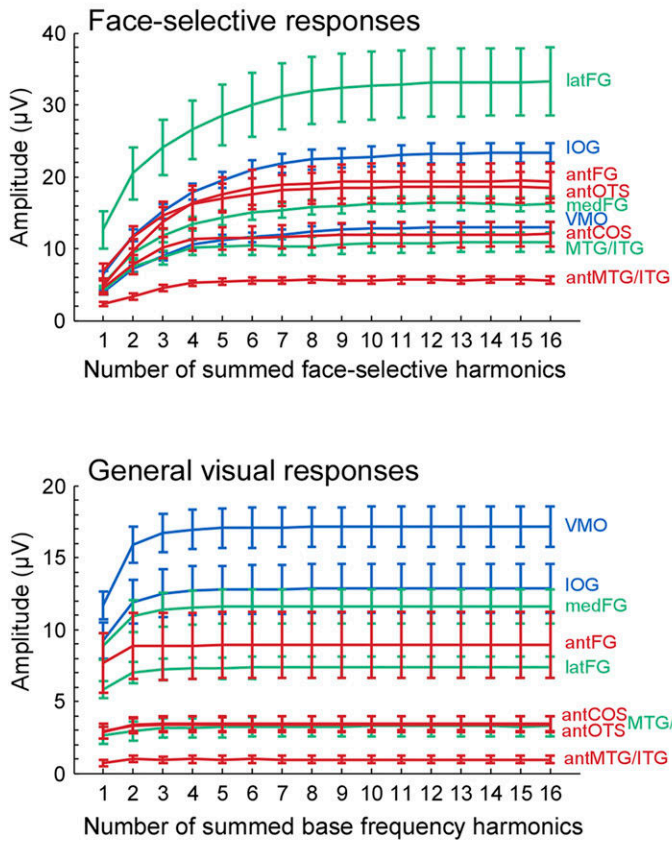 Face-selective responses
40
30
20
10
0
Amplitude (µV)
latFG
IOG
antFG
antOTS
medFG
VMO
antCOS
MTG/ITG
antMTG/ITG
1 2 3 4 5 6 7 8 9 10 11 12 13 14 15 16
Number of summed face-selective harmonics
General visual responses
20
15
10
5
0
Amplitude (µV)
VMO
IOG
medFG
antFG
latFG
antCOS
antOTS MTG/
antMTG/ITG
1 2 3 4 5 6 7 8 9 10 11 12 13 14 15 16
Number of summed base frequency harmonics